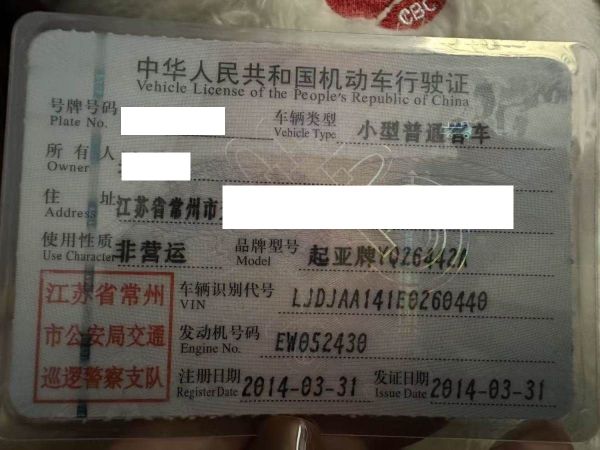 CBC
中华人民共和国机动车行驶证
Vehicle License of the People's Republic of China
号牌号码
Plate No.
车辆类型 小型普通客车
Vehicle Type
所有人
Owner
住址 江苏省常州市
Address
使用性质 非营运 品牌型号 起亚牌YQZ6442A
Use Character Model
江苏省常州
市公安局交通
巡逻警察支队
车辆识别代号 LJDJAA141E0260440
VIN
发动机号码 EW052430
Engine No.
注册日期 2014-03-31 发证日期 2014-03-31
Register Date Issue Date